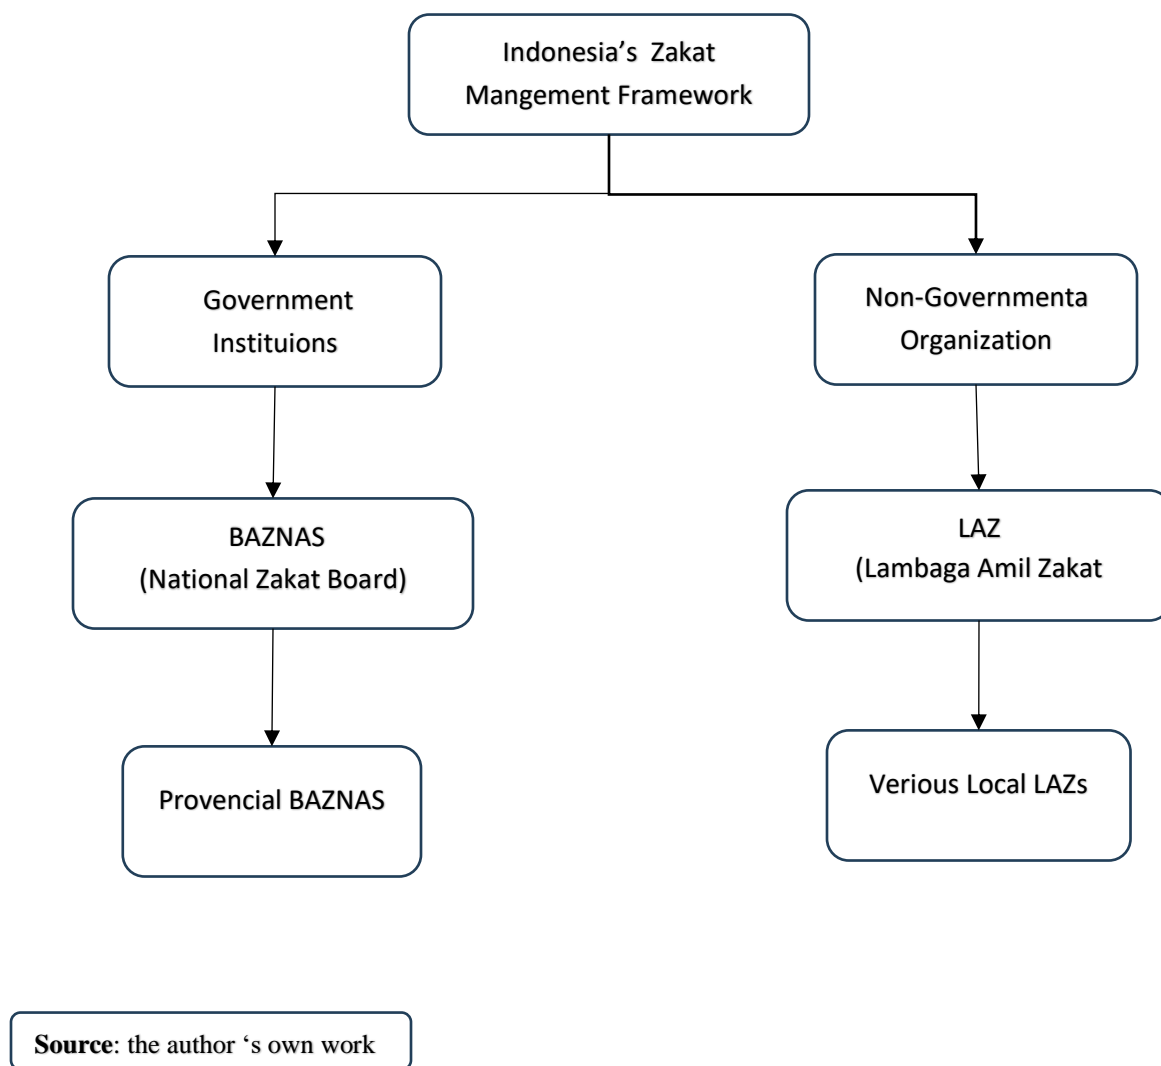 Indonesia's Zakat
Mangement Framework
Government
Instituions
Non-Governmenta
Organization
BAZNAS
(National Zakat Board)
LAZ
(Lambaga Amil Zakat
Provencial BAZNAS
Verious Local LAZs
Source: the author ‘s own work